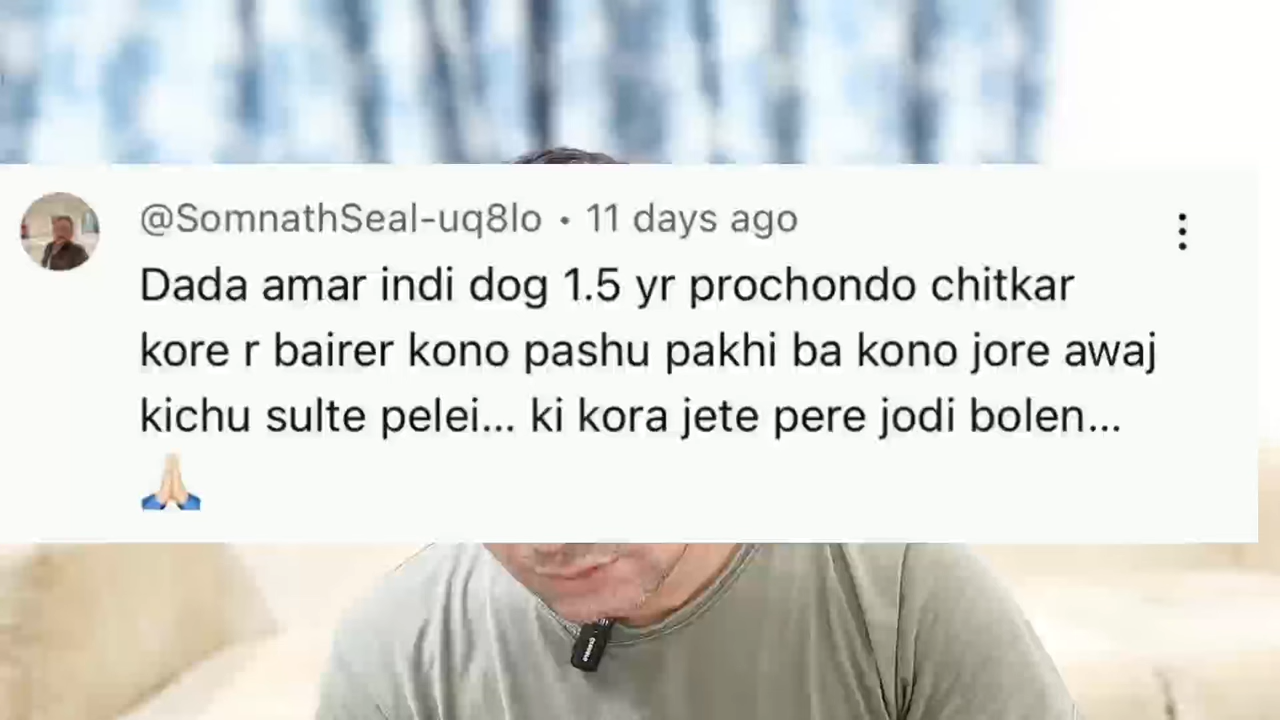 @SomnathSeal-uq8lo • 11 days ago
Dada amar indi dog 1.5 yr prochondo chitkar
kore r bairer kono pashu pakhi ba kono jore awaj
kichu sulte pelei... ki kora jete pere jodi bolen...
🙏🏻